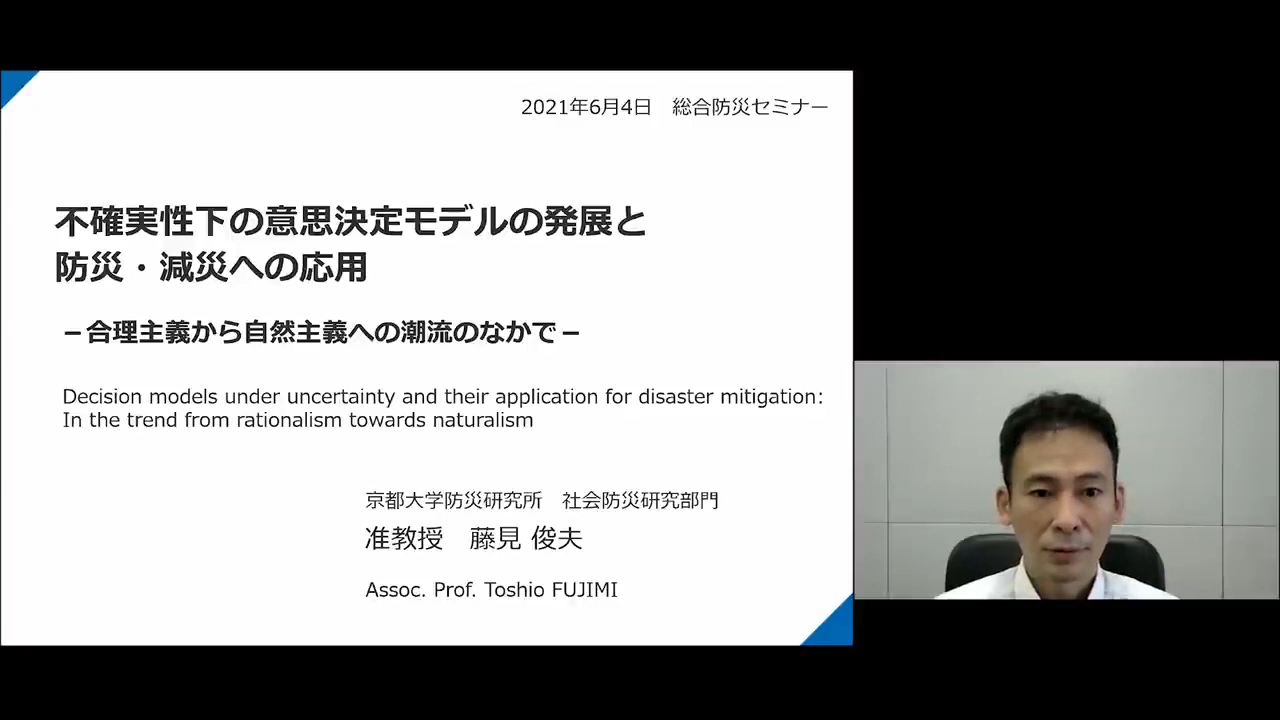 2021年6月4日　総合防災セミナー
不確実性下の意思決定モデルの発展と
防災・減災への応用
－合理主義から自然主義への潮流のなかで－
Decision models under uncertainty and their application for disaster mitigation:
In the trend from rationalism towards naturalism
京都大学防災研究所　社会防災研究部門
准教授　藤見 俊夫
Assoc. Prof. Toshio FUJIMI